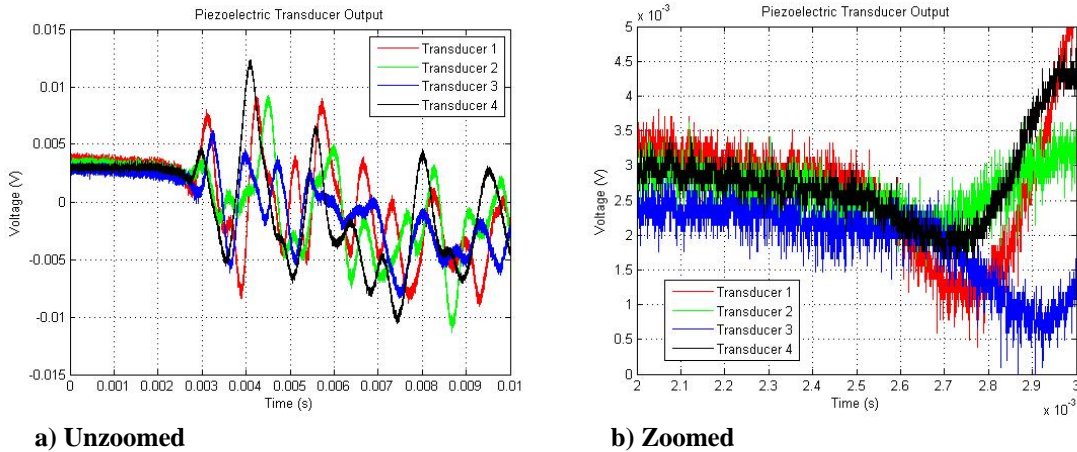 Piezoelectric Transducer Output
0.015
0.01
0.005
0
-0.005
-0.01
-0.015
Voltage (V)
0 0.001 0.002 0.003 0.004 0.005 0.006 0.007 0.008 0.009 0.01
Time (s)
Transducer 1
Transducer 2
Transducer 3
Transducer 4
a) Unzoomed
x 10⁻³
Piezoelectric Transducer Output
5
4.5
4
3.5
3
2.5
2
1.5
1
0.5
0
Voltage (V)
2 2.1 2.2 2.3 2.4 2.5 2.6 2.7 2.8 2.9 3
Time (s)
x 10⁻³
Transducer 1
Transducer 2
Transducer 3
Transducer 4
b) Zoomed